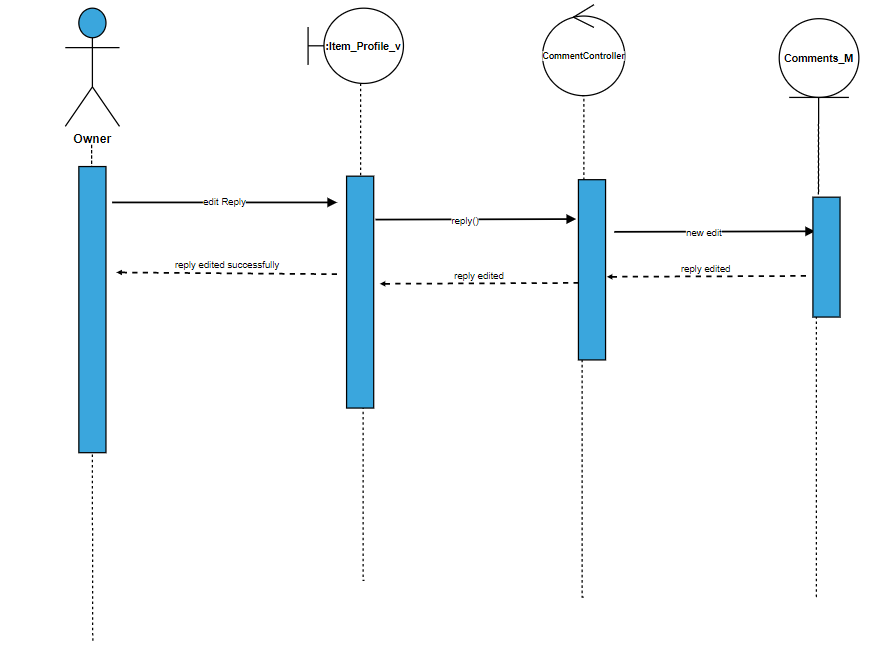 :Item_Profile_v
CommentController
Comments_M
Owner
edit Reply
reply()
new edit
reply edited successfully
reply edited
reply edited